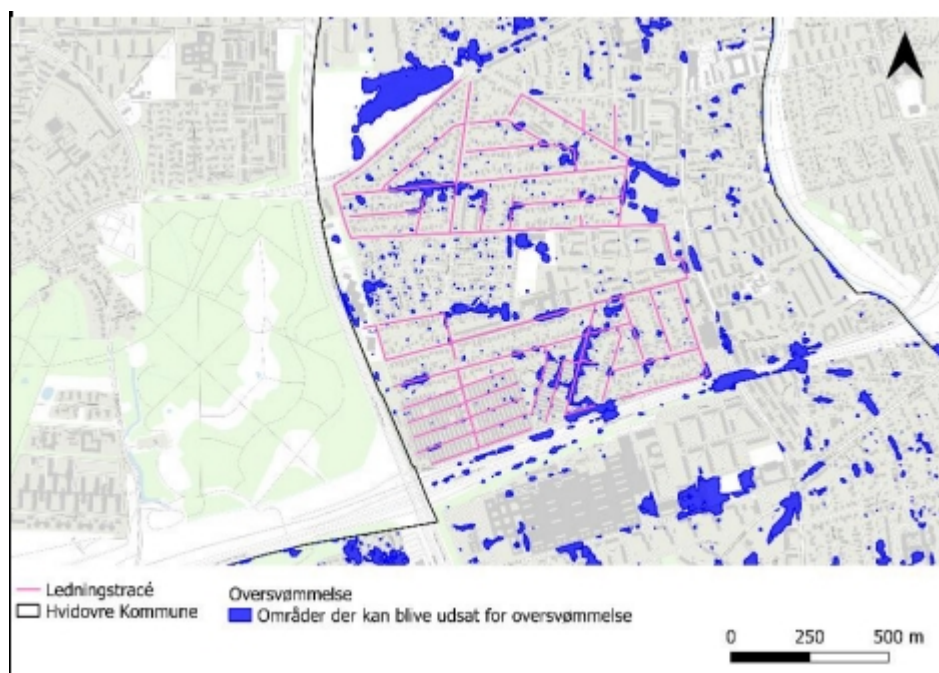 Ledningstracé
Hvidovre Kommune
Oversvømmelse
Områder der kan blive udsat for oversvømmelse
0 250 500 m